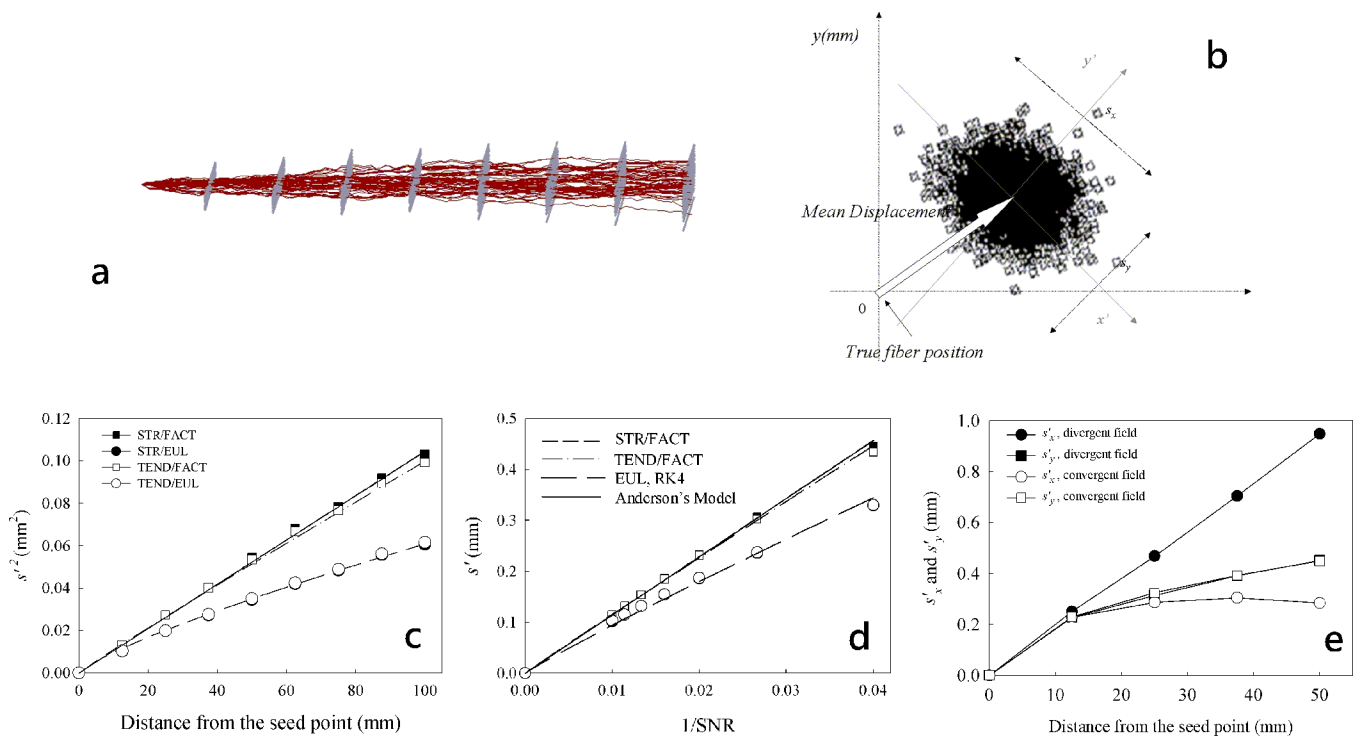 a
y(mm)
b
y'
s_x
Mean Displacement
s_y
0
x'
True fiber position
0.12
0.10
0.08
0.06
0.04
0.02
0.00
s'^2 (mm^2)
STR/FACT
STR/EUL
TEND/FACT
TEND/EUL
c
0 20 40 60 80 100
Distance from the seed point (mm)
0.5
0.4
0.3
0.2
0.1
0.0
s' (mm)
STR/FACT
TEND/FACT
EUL, RK4
Anderson's Model
d
0.00 0.01 0.02 0.03 0.04
1/SNR
1.0
0.8
0.6
0.4
0.2
0.0
s'_x and s'_y (mm)
s'_x, divergent field
s'_y, divergent field
s'_x, convergent field
s'_y, convergent field
e
0 10 20 30 40 50
Distance from the seed point (mm)